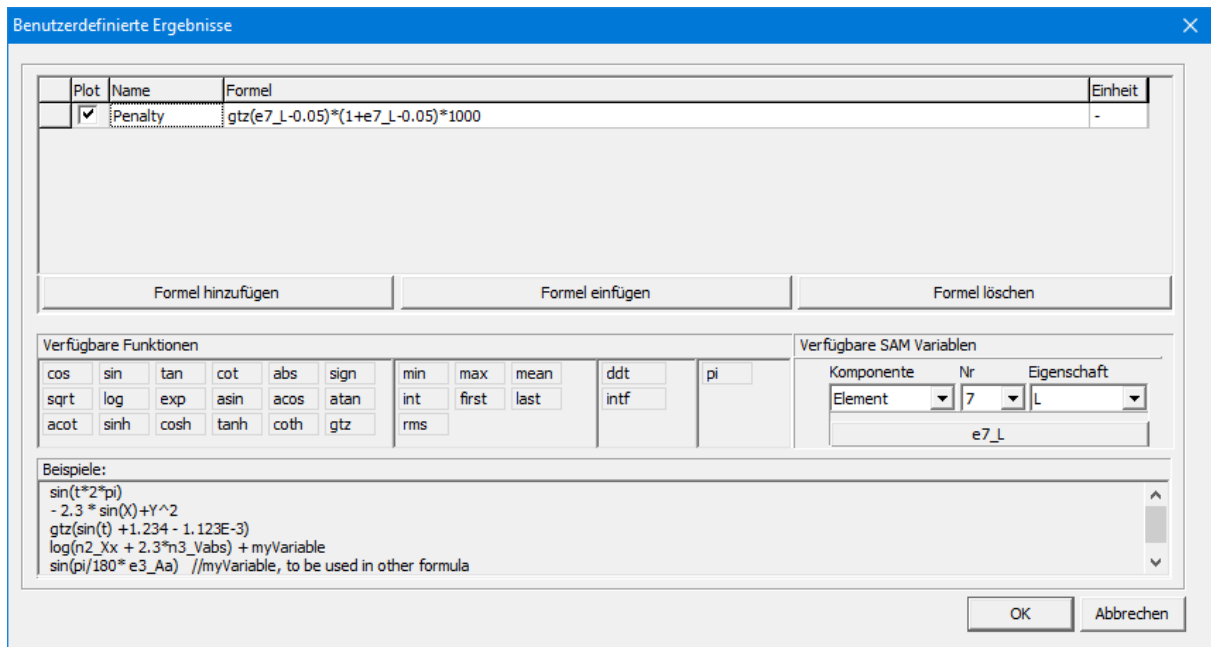 Benutzerdefinierte Ergebnisse
Plot Name Formel Einheit
Penalty gtz(e7_L-0.05)*(1+e7_L-0.05)*1000 -
Formel hinzufügen Formel einfügen Formel löschen
Verfügbare Funktionen Verfügbare SAM Variablen
cos sin tan cot abs sign min max mean ddt pi Komponente Nr Eigenschaft
sqrt log exp asin acos atan int first last intf Element 7 L
acot sinh cosh tanh coth gtz rms e7_L
Beispiele:
sin(t*2*pi)
- 2.3 * sin(X)+Y^2
gtz(sin(t) +1.234 - 1.123E-3)
log(n2_Xx + 2.3*n3_Vabs) + myVariable
sin(pi/180* e3_Aa) //myVariable, to be used in other formula
OK Abbrechen